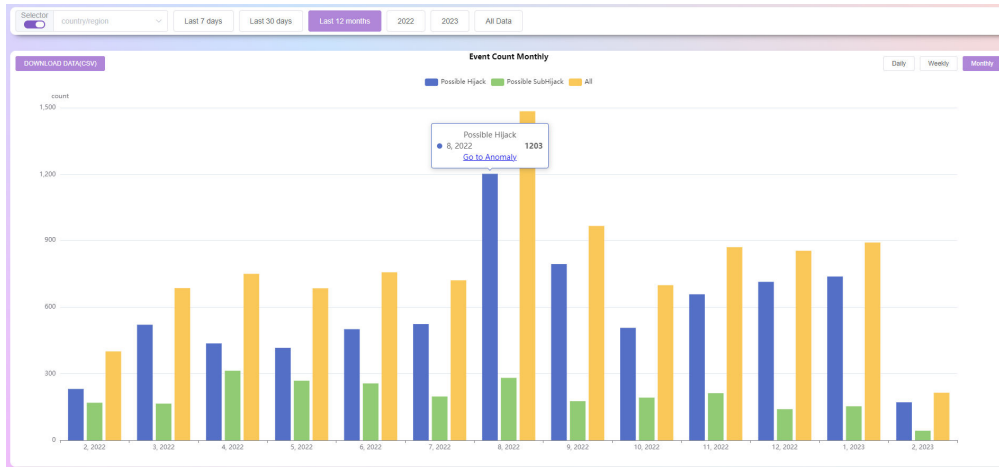 Selector
country/region
Last 7 days
Last 30 days
Last 12 months
2022
2023
All Data
DOWNLOAD DATA(CSV)
Event Count Monthly
Daily
Weekly
Monthly
Possible Hijack
Possible SubHijack
All
count
1,500
1,200
900
600
300
0
Possible Hijack
8, 2022 1203
Go to Anomaly
2, 2022
3, 2022
4, 2022
5, 2022
6, 2022
7, 2022
8, 2022
9, 2022
10, 2022
11, 2022
12, 2022
1, 2023
2, 2023